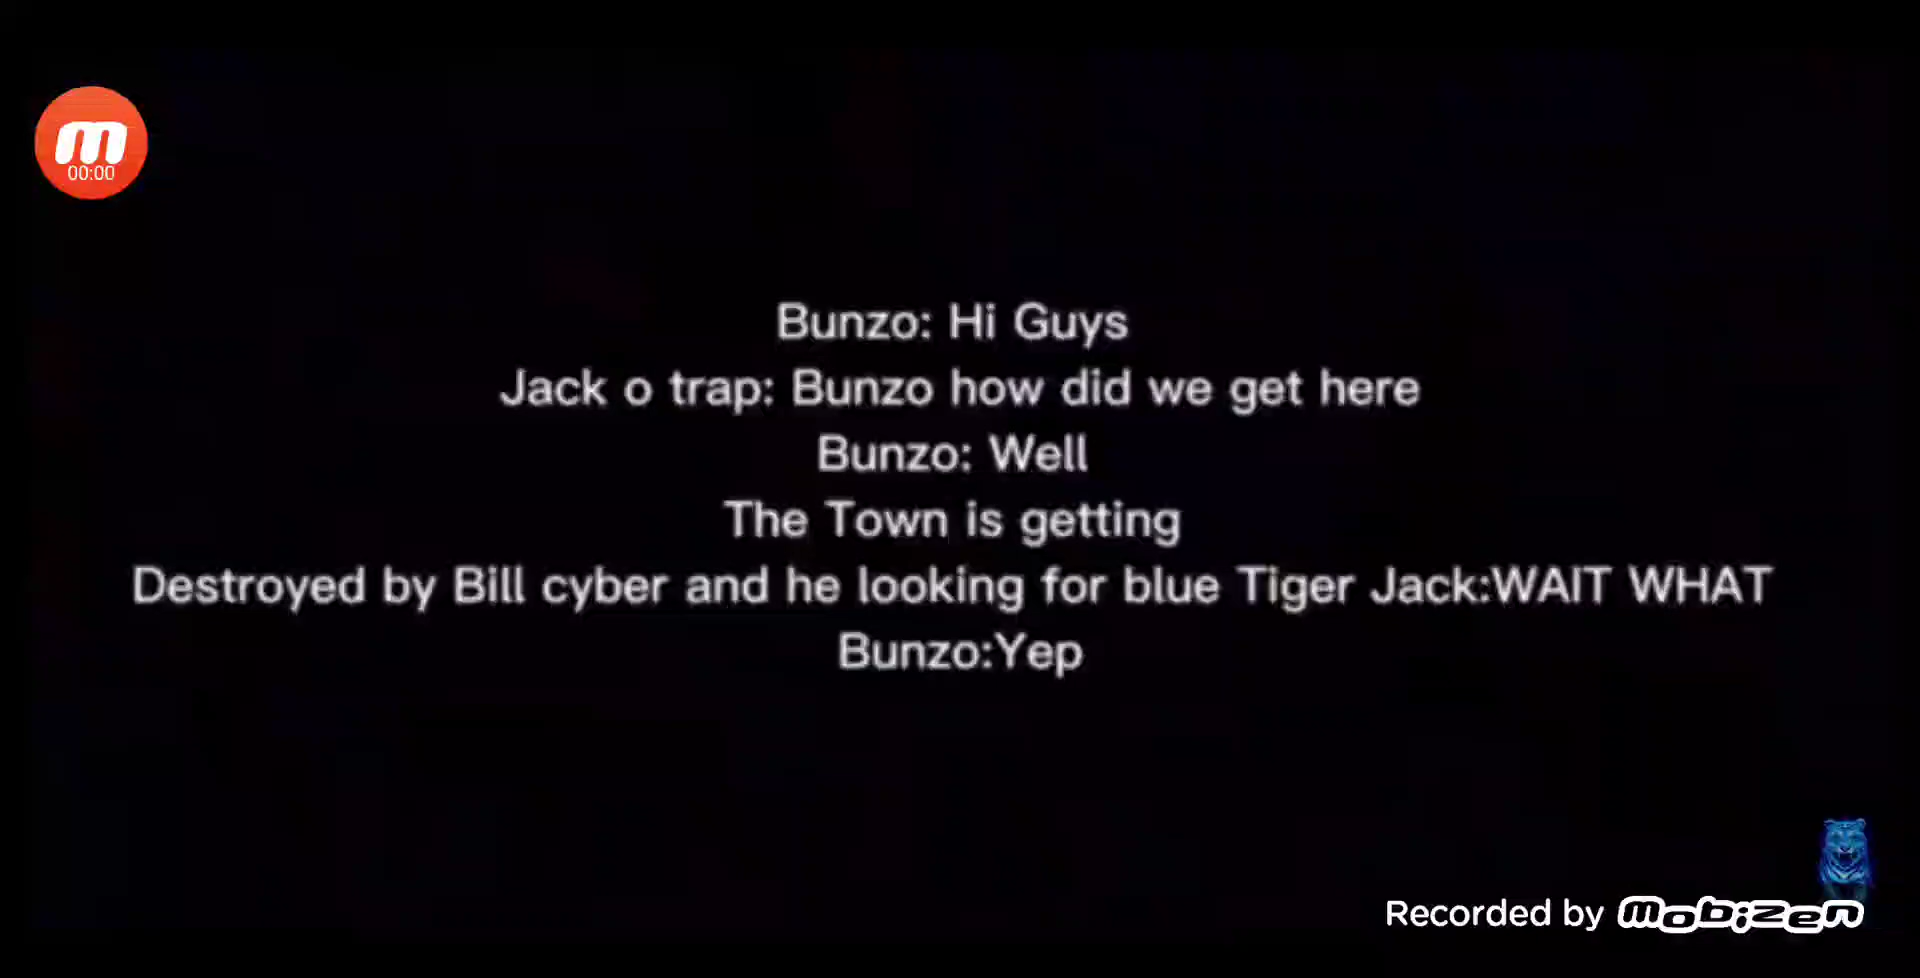 m
00:00
Bunzo: Hi Guys
Jack o trap: Bunzo how did we get here
Bunzo: Well
The Town is getting
Destroyed by Bill cyber and he looking for blue Tiger Jack:WAIT WHAT
Bunzo:Yep
Recorded by mobizen